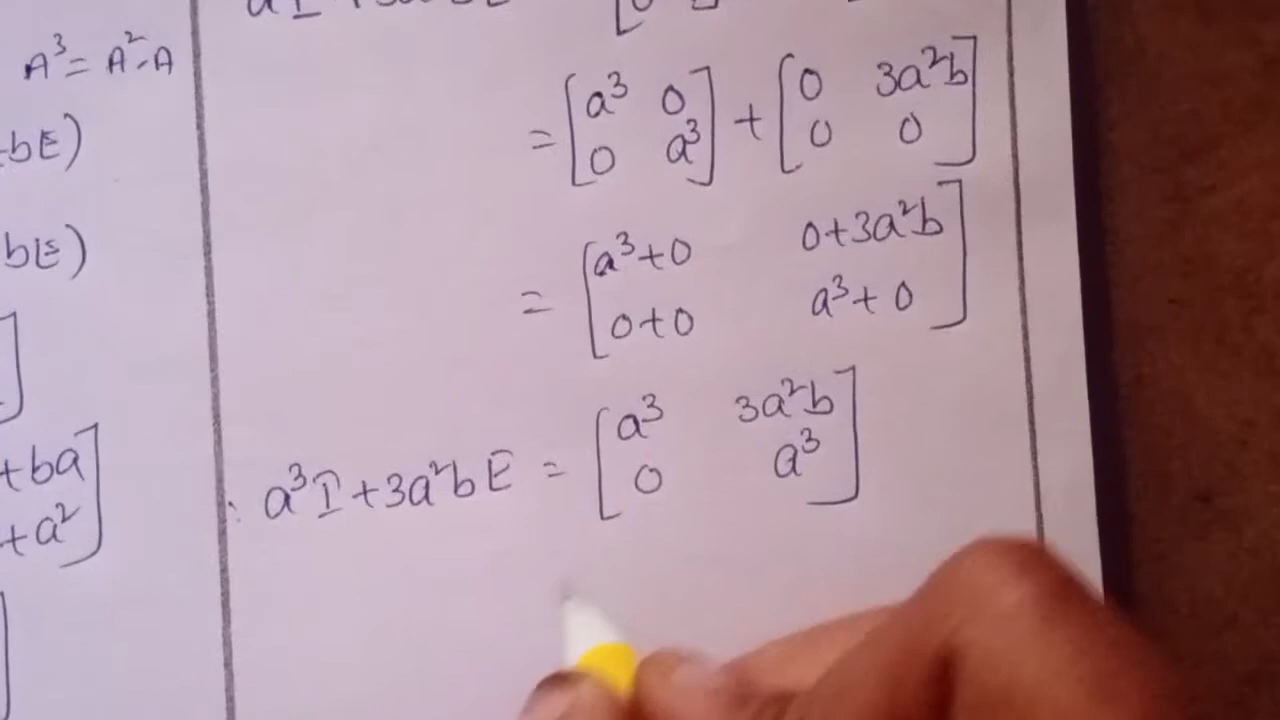 A³ = A².A
bE)
bE)
+ba]
+a²]
= [a³ 0
0 a³] + [0 3a²b
0 0]
= [a³+0 0+3a²b
0+0 a³+0]
a³I+3a²bE = [a³ 3a²b
0 a³]